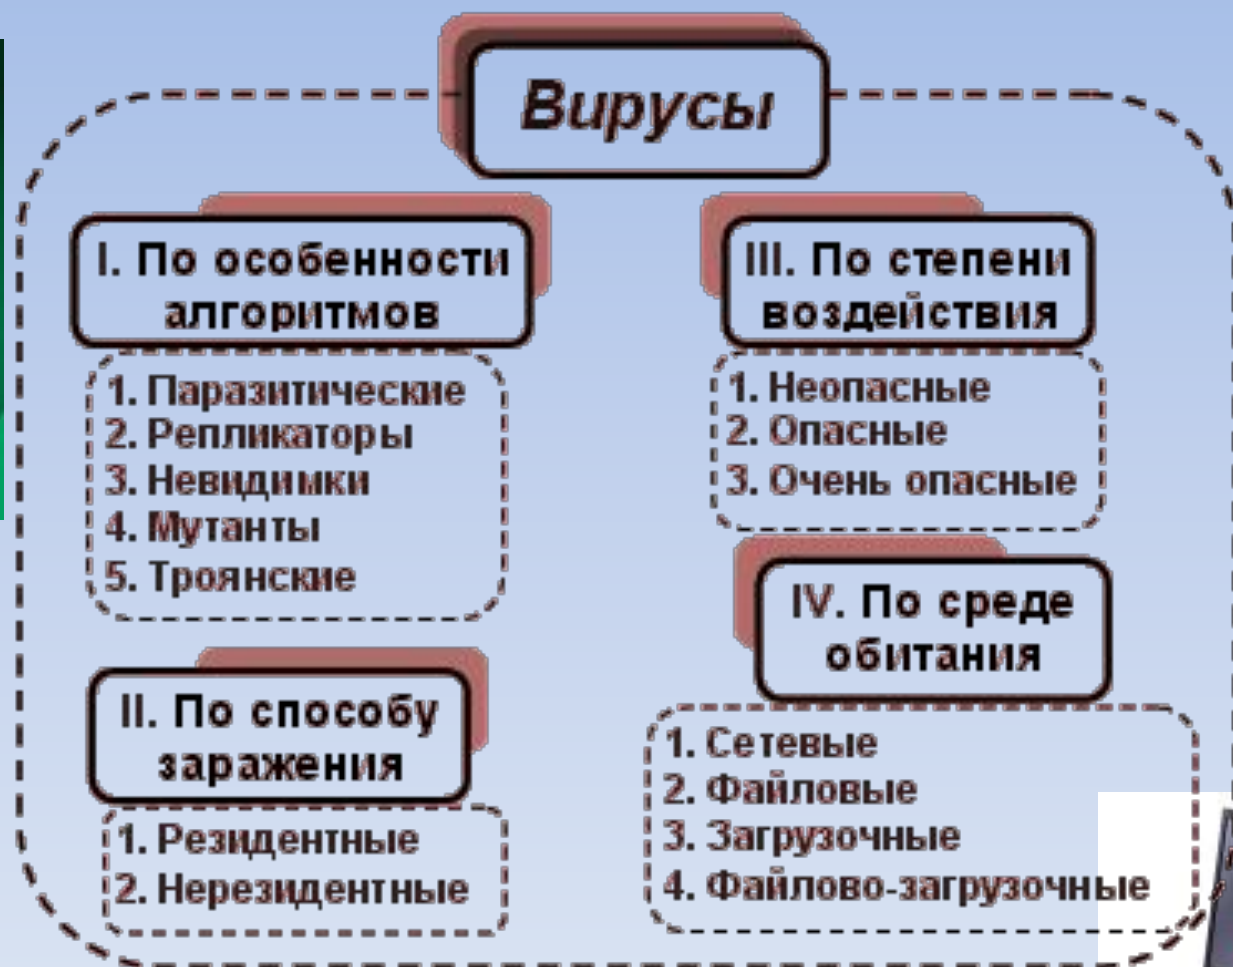 Вирусы
I. По особенности
алгоритмов
1. Паразитические
2. Репликаторы
3. Невидимки
4. Мутанты
5. Троянские
II. По способу
заражения
1. Резидентные
2. Нерезидентные
III. По степени
воздействия
1. Неопасные
2. Опасные
3. Очень опасные
IV. По среде
обитания
1. Сетевые
2. Файловые
3. Загрузочные
4. Файлово-загрузочные